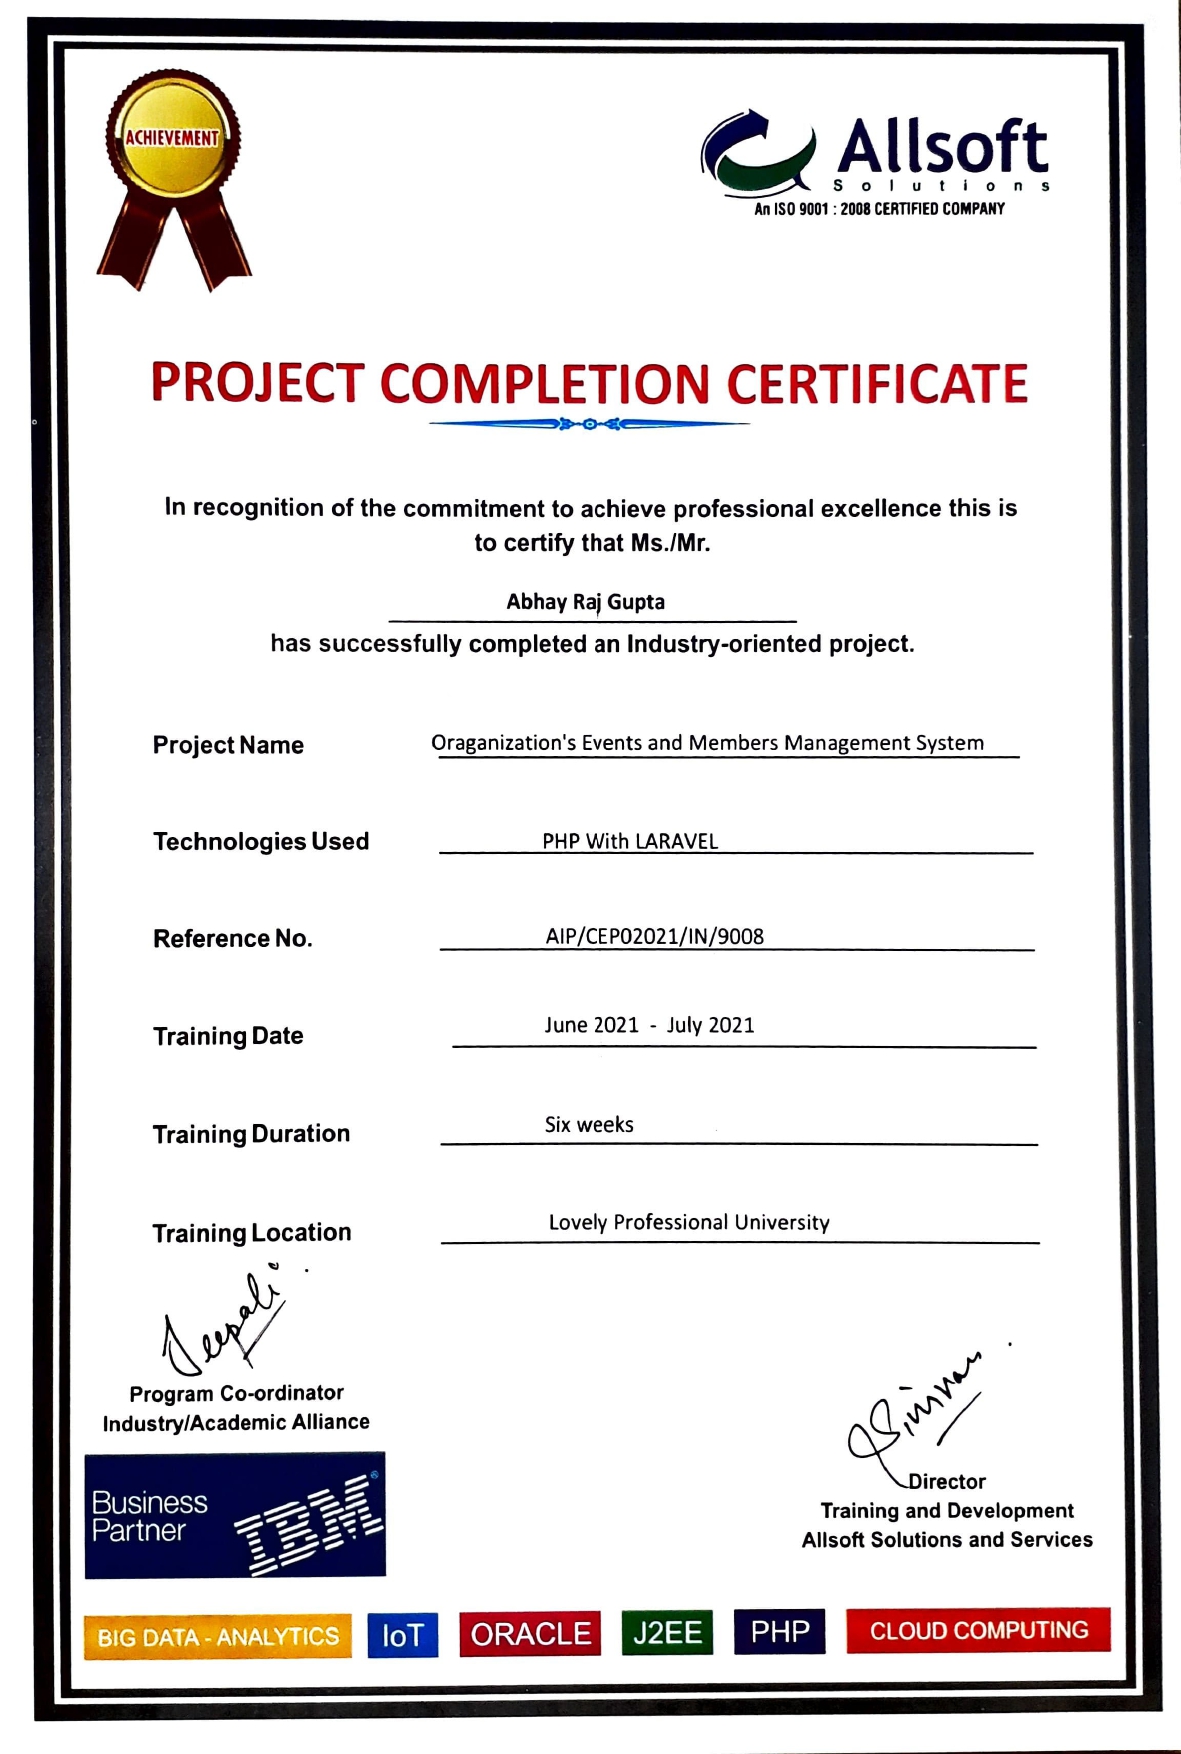 ACHIEVEMENT
Allsoft
Solutions
An ISO 9001 : 2008 CERTIFIED COMPANY
PROJECT COMPLETION CERTIFICATE
In recognition of the commitment to achieve professional excellence this is
to certify that Ms./Mr.
Abhay Raj Gupta
has successfully completed an Industry-oriented project.
Project Name Oraganization's Events and Members Management System
Technologies Used PHP With LARAVEL
Reference No. AIP/CEP02021/IN/9008
Training Date June 2021 - July 2021
Training Duration Six weeks
Training Location Lovely Professional University
Deepali
Program Co-ordinator
Industry/Academic Alliance
Business
Partner
IBM®
Director
Training and Development
Allsoft Solutions and Services
BIG DATA - ANALYTICS IoT ORACLE J2EE PHP CLOUD COMPUTING